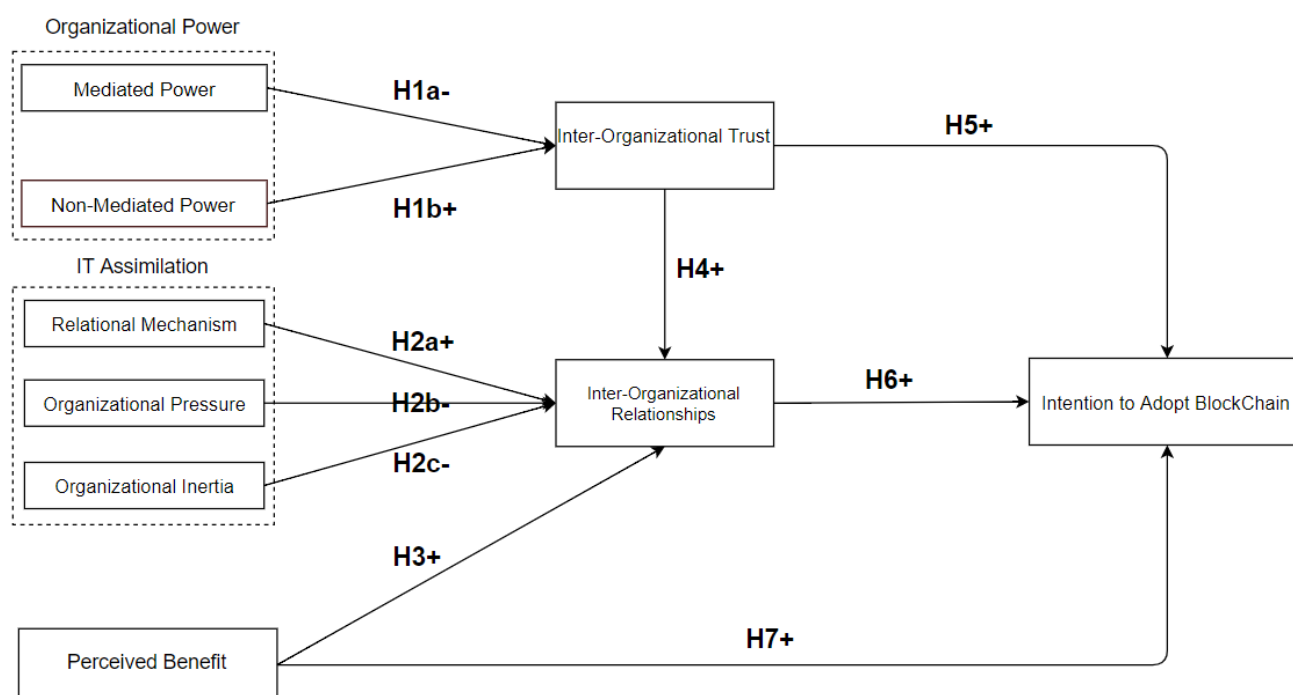 Organizational Power
Mediated Power
Non-Mediated Power
H1a-
H1b+
Inter-Organizational Trust
H5+
H4+
IT Assimilation
Relational Mechanism
Organizational Pressure
Organizational Inertia
H2a+
H2b-
H2c-
Inter-Organizational
Relationships
H6+
Intention to Adopt BlockChain
H3+
Perceived Benefit
H7+